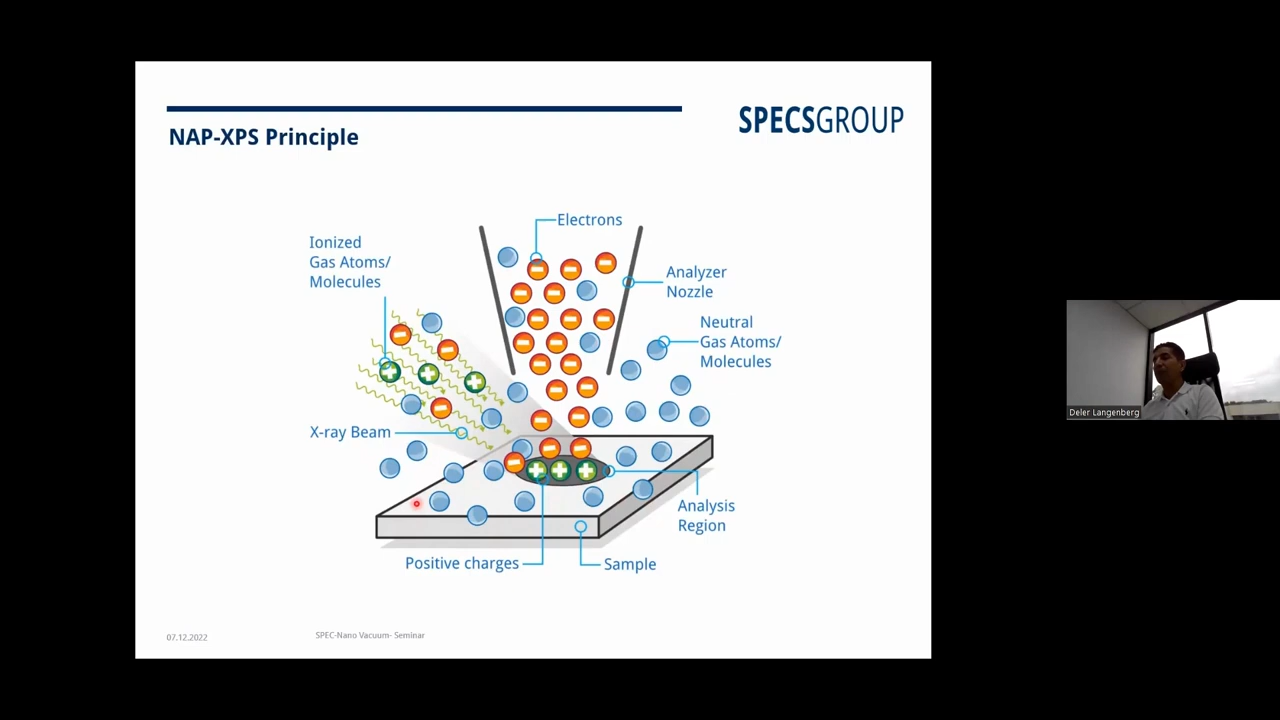 SPECSGROUP
NAP-XPS Principle
Electrons
Ionized
Gas Atoms/
Molecules
Analyzer
Nozzle
Neutral
Gas Atoms/
Molecules
X-ray Beam
Analysis
Region
Positive charges
Sample
07.12.2022
SPEC-Nano Vacuum- Seminar
Deler Langenberg